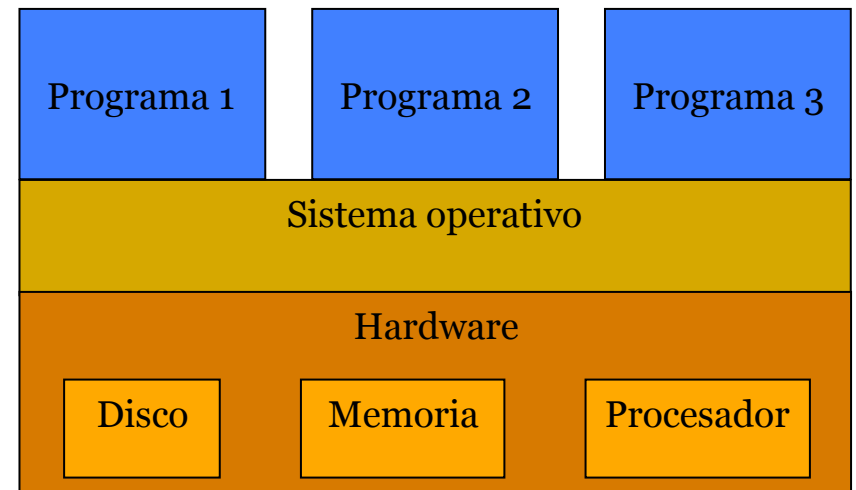 Programa 1
Programa 2
Programa 3
Sistema operativo
Hardware
Disco
Memoria
Procesador